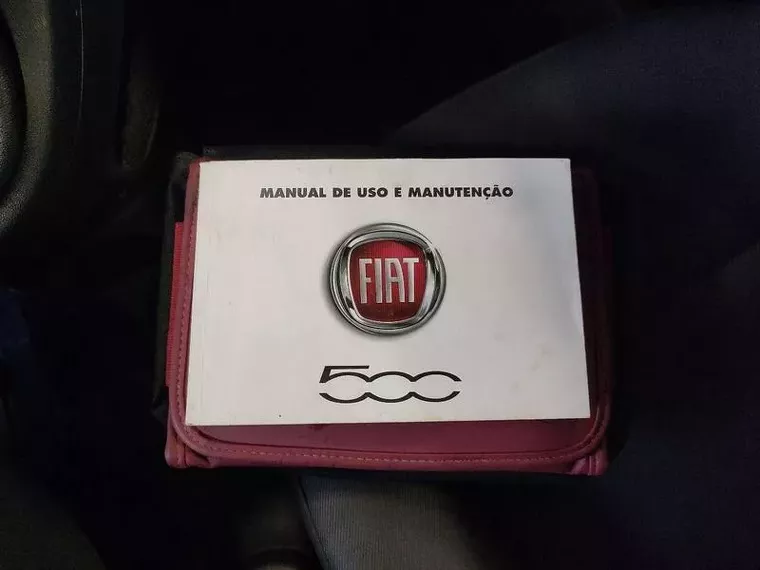 MANUAL DE USO E MANUTENÇÃO
FIAT
500